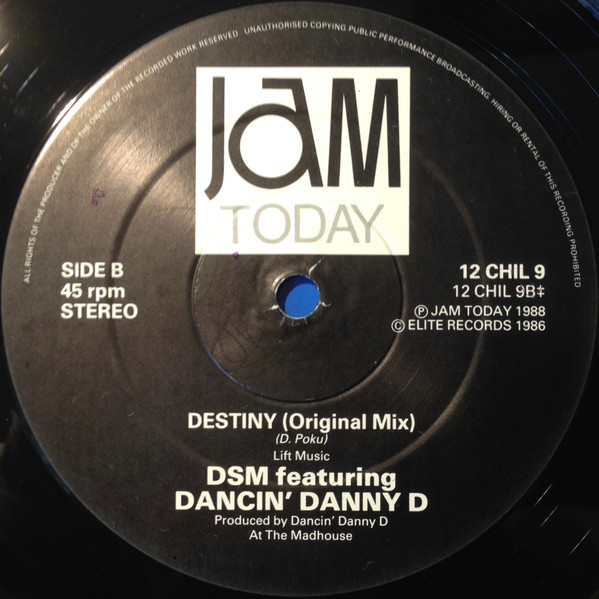 ALL RIGHTS OF THE PRODUCER AND OF THE OWNER OF THE RECORDED WORK RESERVED UNAUTHORISED COPYING PUBLIC PERFORMANCE BROADCASTING HIRING OR RENTAL OF THIS RECORDING PROHIBITED
JAM
TODAY
SIDE B
45 rpm
STEREO
12 CHIL 9
12 CHIL 9B‡
Ⓟ JAM TODAY 1988
© ELITE RECORDS 1986
DESTINY (Original Mix)
(D. Poku)
Lift Music
DSM featuring
DANCIN' DANNY D
Produced by Dancin' Danny D
At The Madhouse